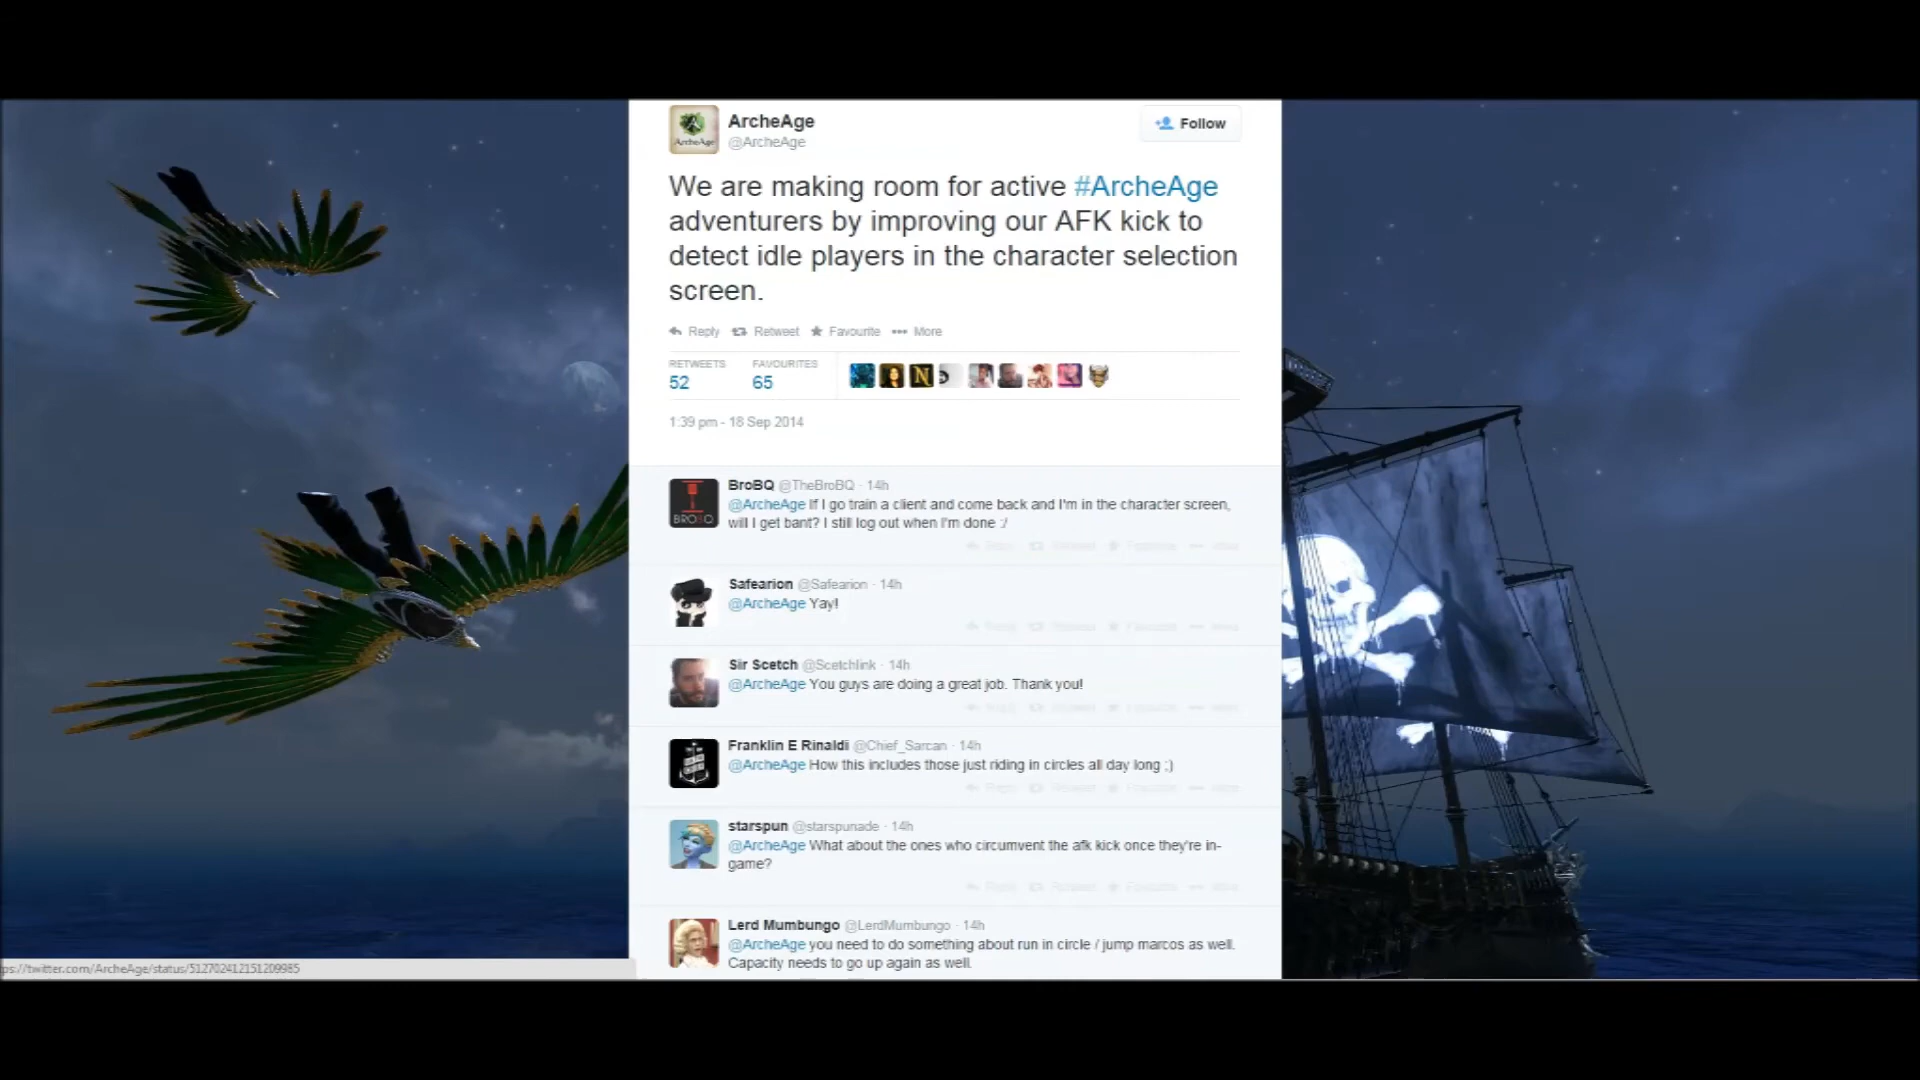 ArcheAge
@ArcheAge
Follow
We are making room for active #ArcheAge
adventurers by improving our AFK kick to
detect idle players in the character selection
screen.
Reply Retweet Favourite More
RETWEETS FAVOURITES
52 65
1:39 pm - 18 Sep 2014
BroBQ @TheBroBQ · 14h
@ArcheAge If I go train a client and come back and I'm in the character screen,
will I get bant? I still log out when I'm done :/
Safearion @Safearion · 14h
@ArcheAge Yay!
Sir Scetch @Scetchlink · 14h
@ArcheAge You guys are doing a great job. Thank you!
Franklin E Rinaldi @Chief_Sarcan · 14h
@ArcheAge How this includes those just riding in circles all day long ;)
starspun @starspunade · 14h
@ArcheAge What about the ones who circumvent the afk kick once they're in-
game?
Lerd Mumbungo @LerdMumbungo · 14h
@ArcheAge you need to do something about run in circle / jump marcos as well.
Capacity needs to go up again as well.
ps://twitter.com/ArcheAge/status/512702412151209985